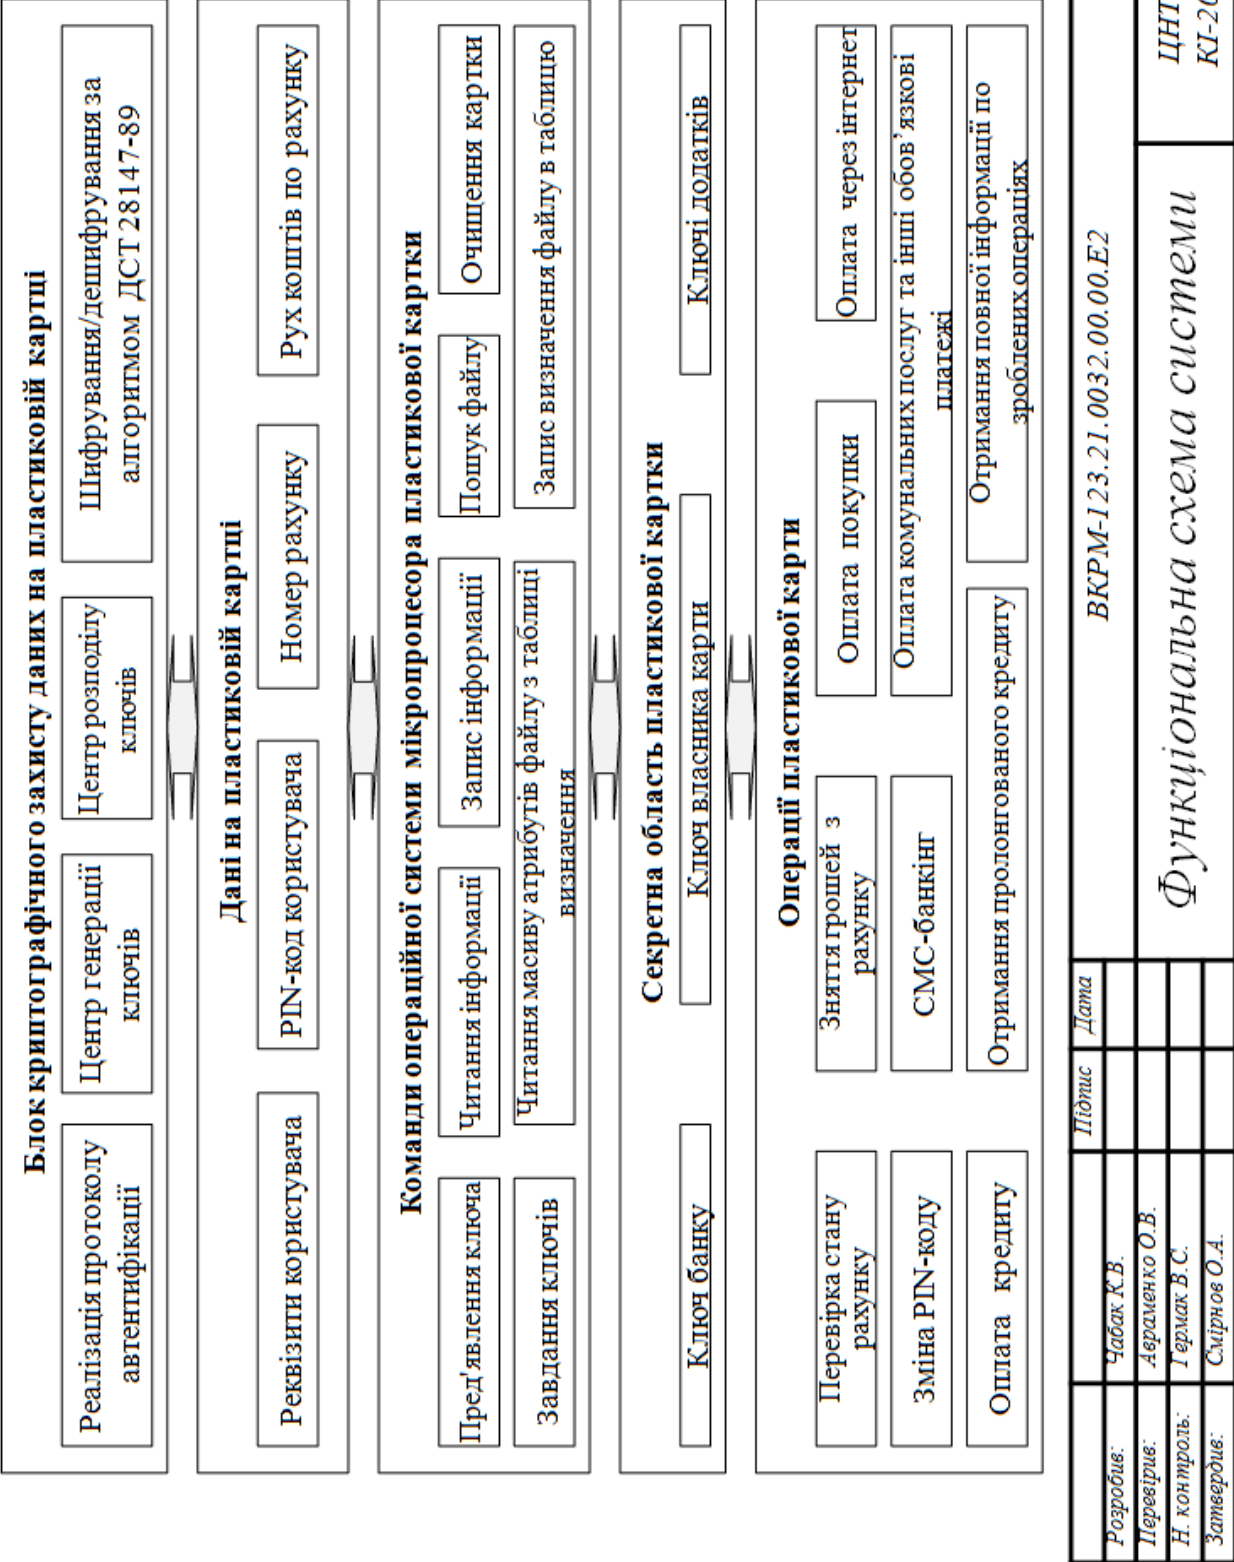 Блок криптографічного захисту даних на пластиковій картці
Реалізація протоколу
автентифікації
Центр генерації
ключів
Центр розподілу
ключів
Шифрування/дешифрування за
алгоритмом ДСТ 28147-89
Дані на пластиковій картці
Реквізити користувача
PIN-код користувача
Номер рахунку
Рух коштів по рахунку
Команди операційної системи мікропроцесора пластикової картки
Пред'явлення ключа
Читання інформації
Запис інформації
Пошук файлу
Очищення картки
Завдання ключів
Читання масиву атрибутів файлу з таблиці
визначення
Запис визначення файлу в таблицю
Секретна область пластикової картки
Ключ банку
Ключ власника карти
Ключі додатків
Операції пластикової карти
Перевірка стану
рахунку
Зняття грошей з
рахунку
Оплата покупки
Оплата через інтернет
Зміна PIN-коду
СМС-банкінг
Оплата комунальних послуг та інші обов'язкові
платежі
Оплата кредиту
Отримання пролонгованого кредиту
Отримання повної інформації по
зроблених операціях
Підпис Дата
ВКРМ-123.21.0032.00.00.Е2
Розробив: Чабак К.В.
Перевірив: Авраменко О.В.
Н. контроль: Гермак В.С.
Затвердив: Смірнов О.А.
Функціональна схема системи
ЦНТ
КІ-20